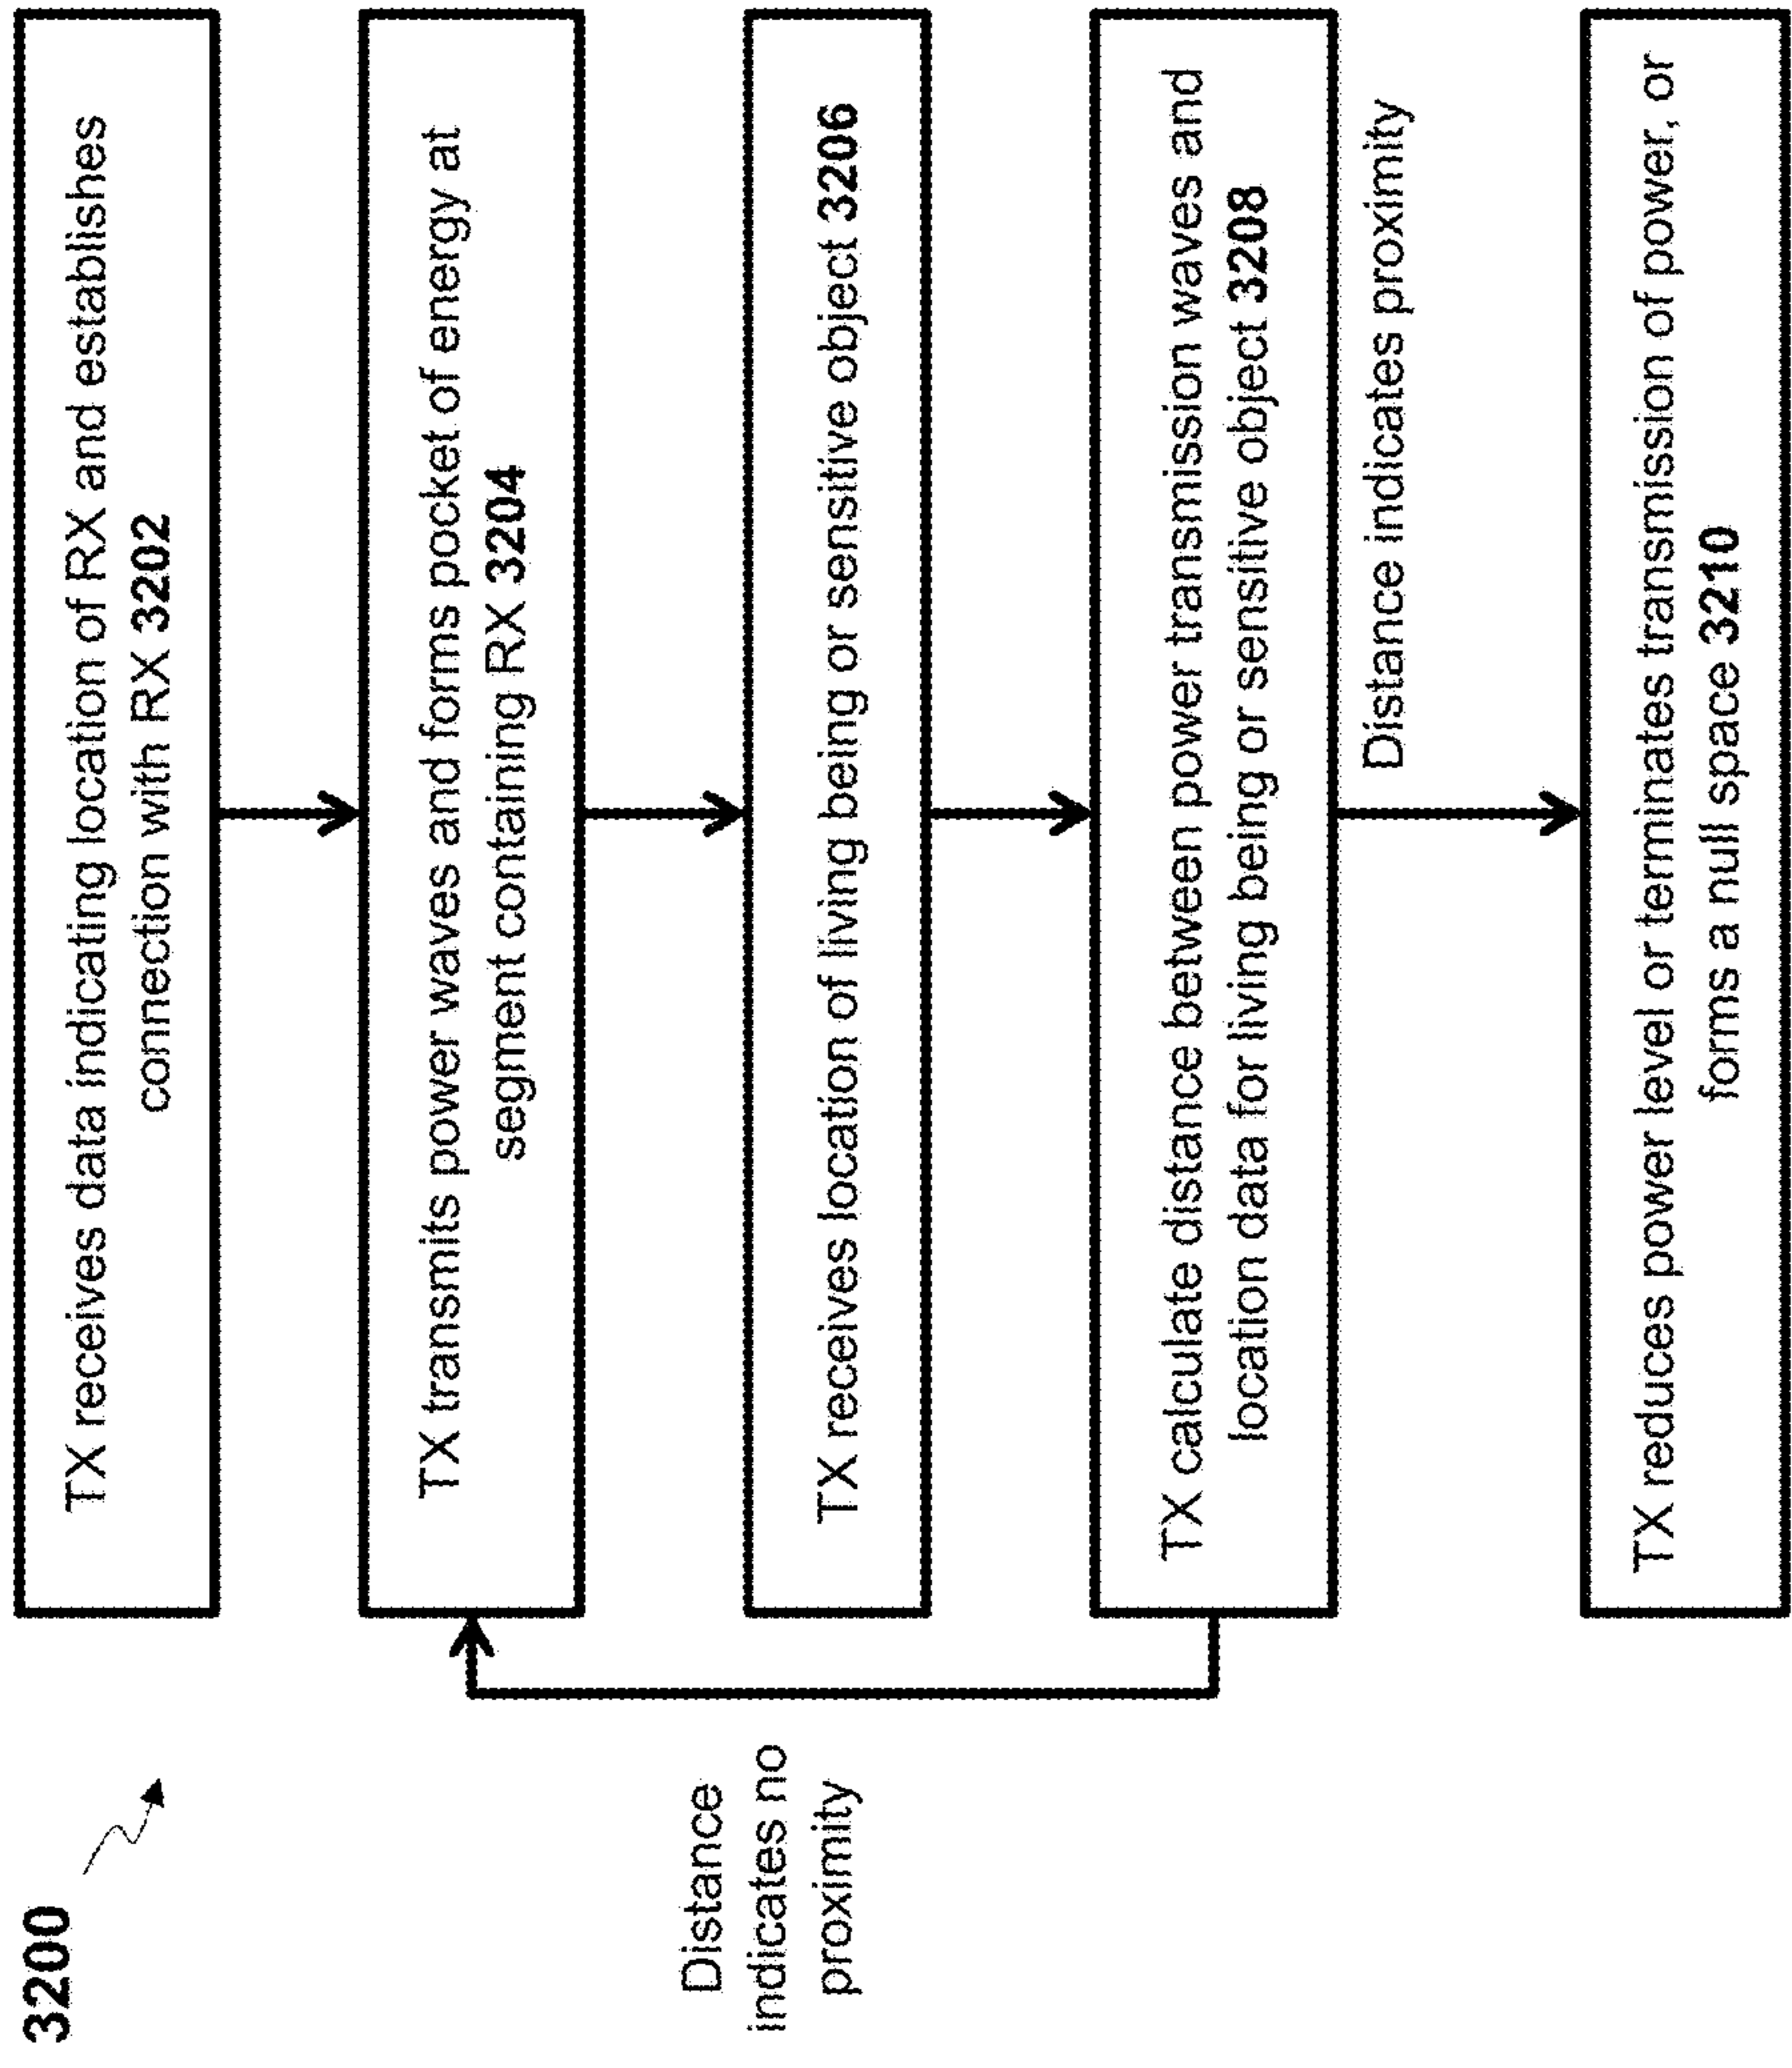 3200
TX receives data indicating location of RX and establishes
connection with RX 3202
TX transmits power waves and forms pocket of energy at
segment containing RX 3204
TX receives location of living being or sensitive object 3206
Distance
indicates no
proximity
TX calculate distance between power transmission waves and
location data for living being or sensitive object 3208
Distance indicates proximity
TX reduces power level or terminates transmission of power, or
forms a null space 3210